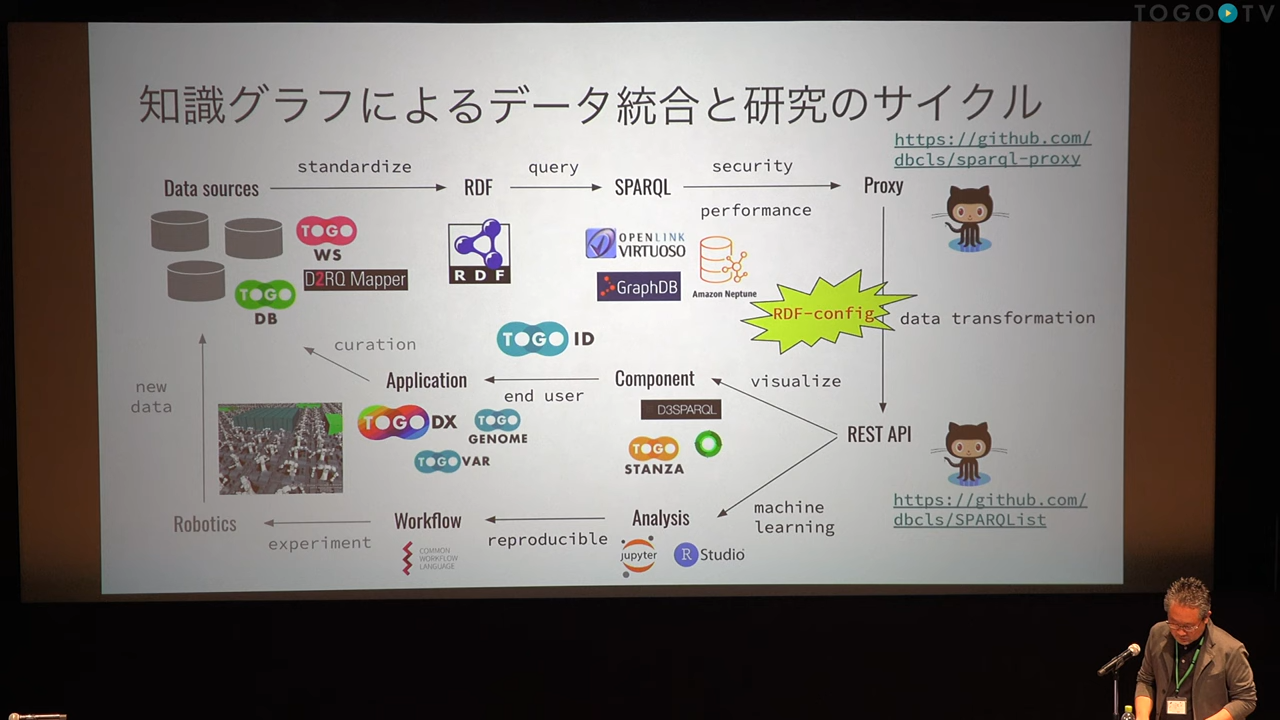 TOGO TV
知識グラフによるデータ統合と研究のサイクル
https://github.com/
dbcls/sparql-proxy
Data sources
standardize
RDF
query
SPARQL
security
performance
Proxy
TOGO
WS
D2RQ Mapper
TOGO
DB
RDF
OPENLINK
VIRTUOSO
GraphDB
Amazon Neptune
RDF-config
data transformation
TOGO ID
curation
Application
end user
Component
visualize
new
data
TOGO DX
TOGO
GENOME
TOGO VAR
D3SPARQL
TOGO
STANZA
REST API
https://github.com/
dbcls/SPARQList
Robotics
experiment
Workflow
reproducible
Analysis
machine
learning
COMMON
WORKFLOW
LANGUAGE
jupyter
R Studio